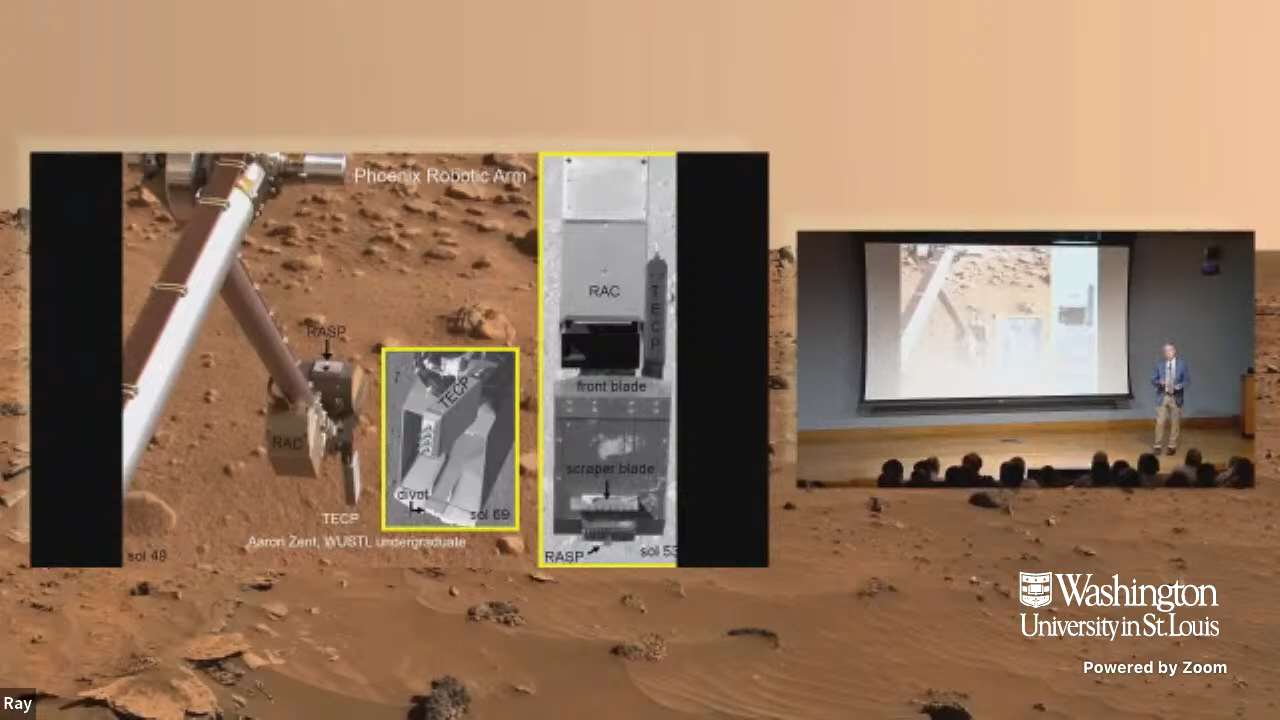 Phoenix Robotic Arm
RASP
RAC
TECP
sol 49
Aaron Zent, WUSTL undergraduate
TECP
divot
sol 69
RAC
TECP
front blade
scraper blade
RASP
sol 53
Washington
University in St. Louis
Powered by Zoom
Ray